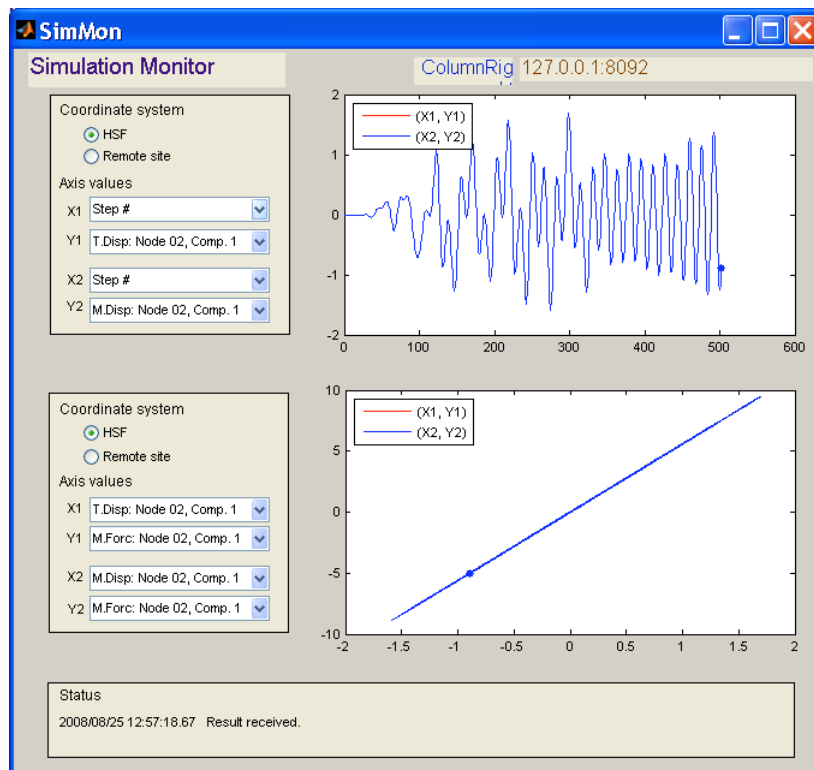 SimMon
Simulation Monitor
ColumnRig 127.0.0.1:8092
Coordinate system
HSF
Remote site
Axis values
X1 Step #
Y1 T.Disp: Node 02, Comp. 1
X2 Step #
Y2 M.Disp: Node 02, Comp. 1
(X1, Y1)
(X2, Y2)
2
1
0
-1
-2
0 100 200 300 400 500 600
Coordinate system
HSF
Remote site
Axis values
X1 T.Disp: Node 02, Comp. 1
Y1 M.Forc: Node 02, Comp. 1
X2 M.Disp: Node 02, Comp. 1
Y2 M.Forc: Node 02, Comp. 1
(X1, Y1)
(X2, Y2)
10
5
0
-5
-10
-2 -1.5 -1 -0.5 0 0.5 1 1.5 2
Status
2008/08/25 12:57:18.67 Result received.